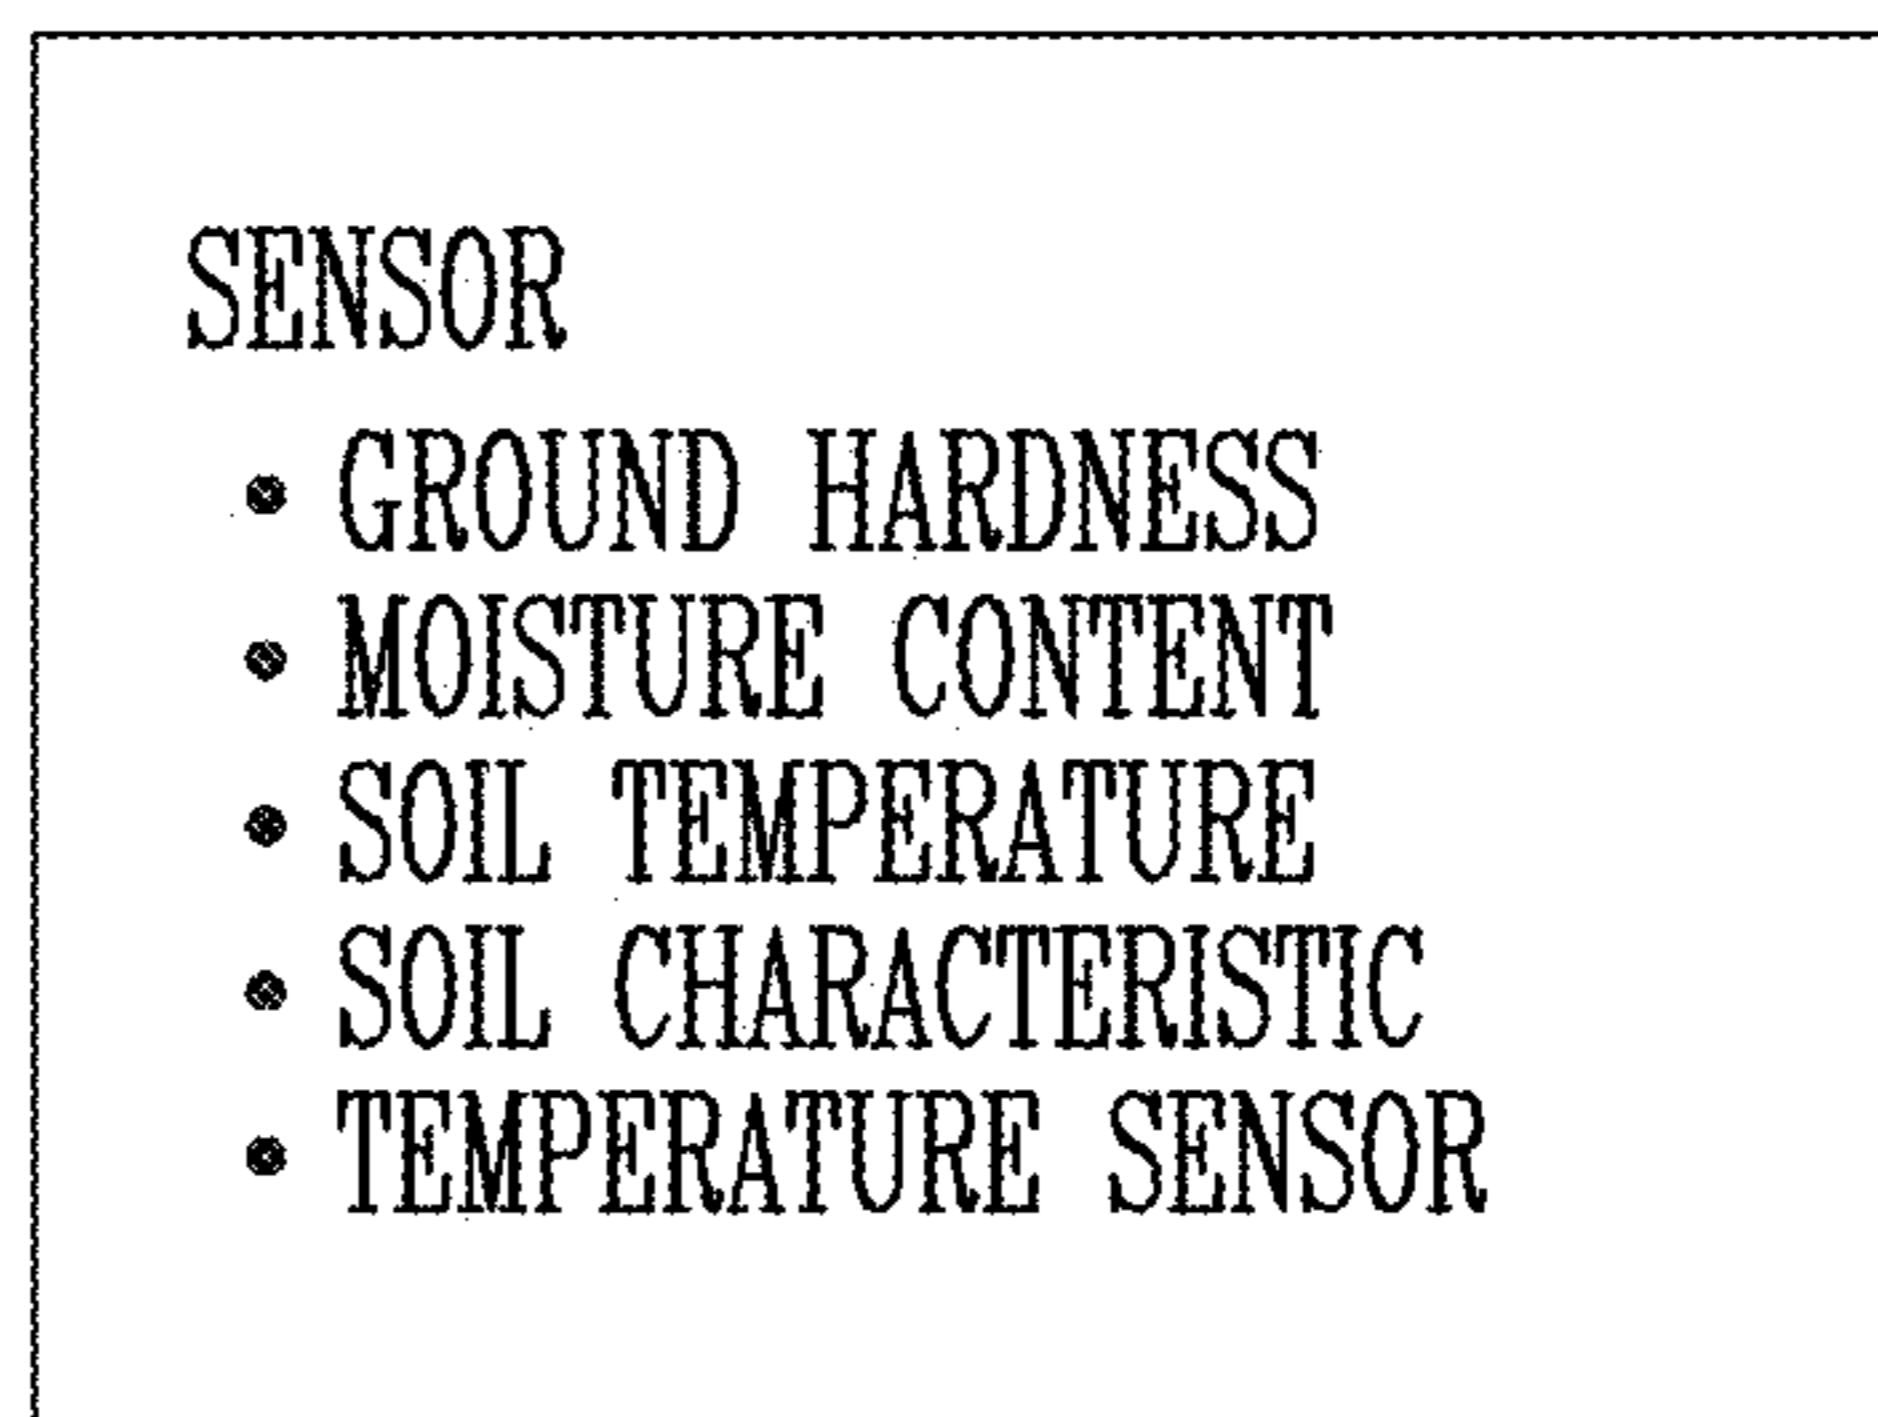 SENSOR
• GROUND HARDNESS
• MOISTURE CONTENT
• SOIL TEMPERATURE
• SOIL CHARACTERISTIC
• TEMPERATURE SENSOR